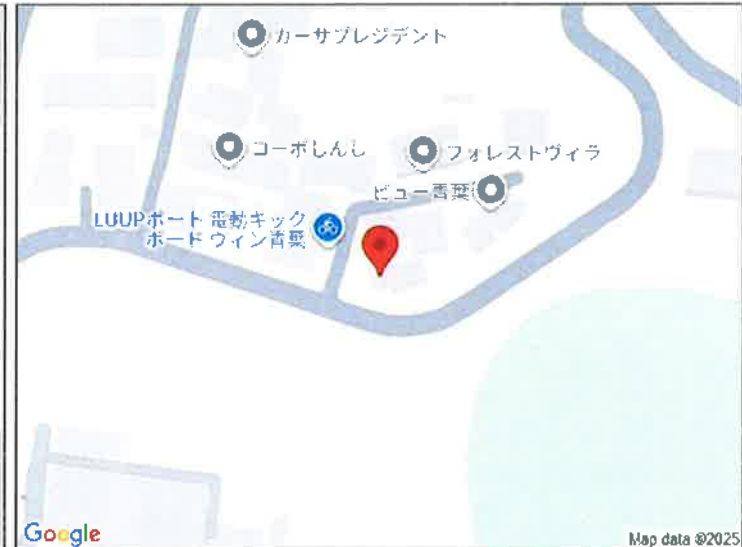 カーサプレジデント
コーポしんし
フォレストヴィラ
ビュー青葉
LUUPポート 電動キック
ボード ウィン青葉
Google
Map data ©2025